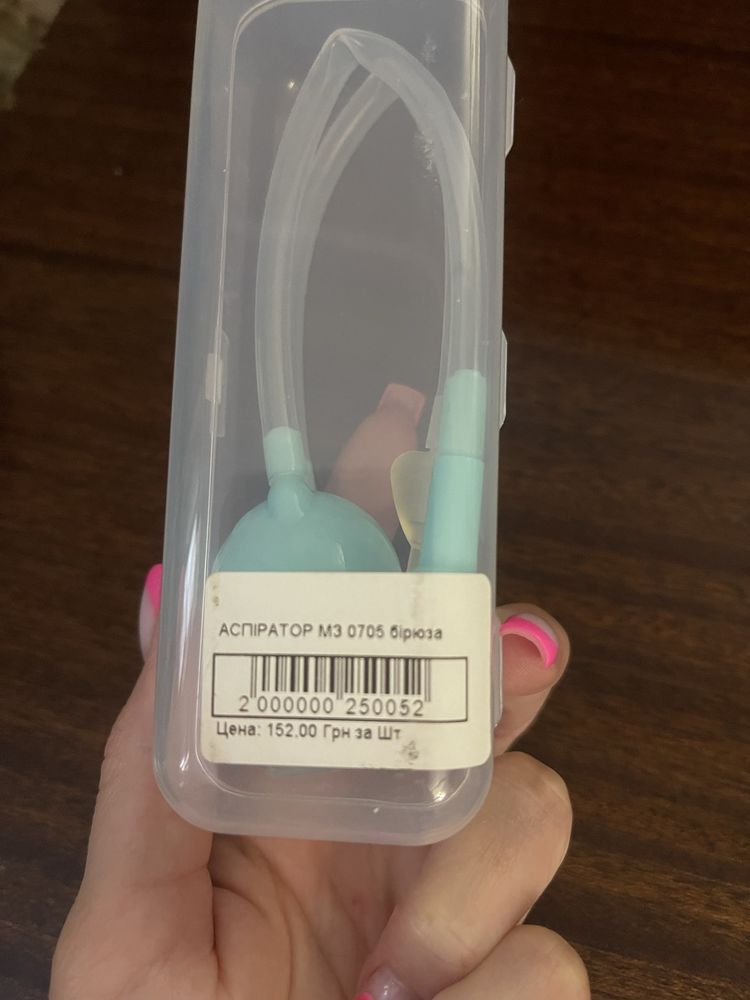 АСПІРАТОР МЗ 0705 бірюза
2 000000 250052
Цена: 152.00 Грн за Шт